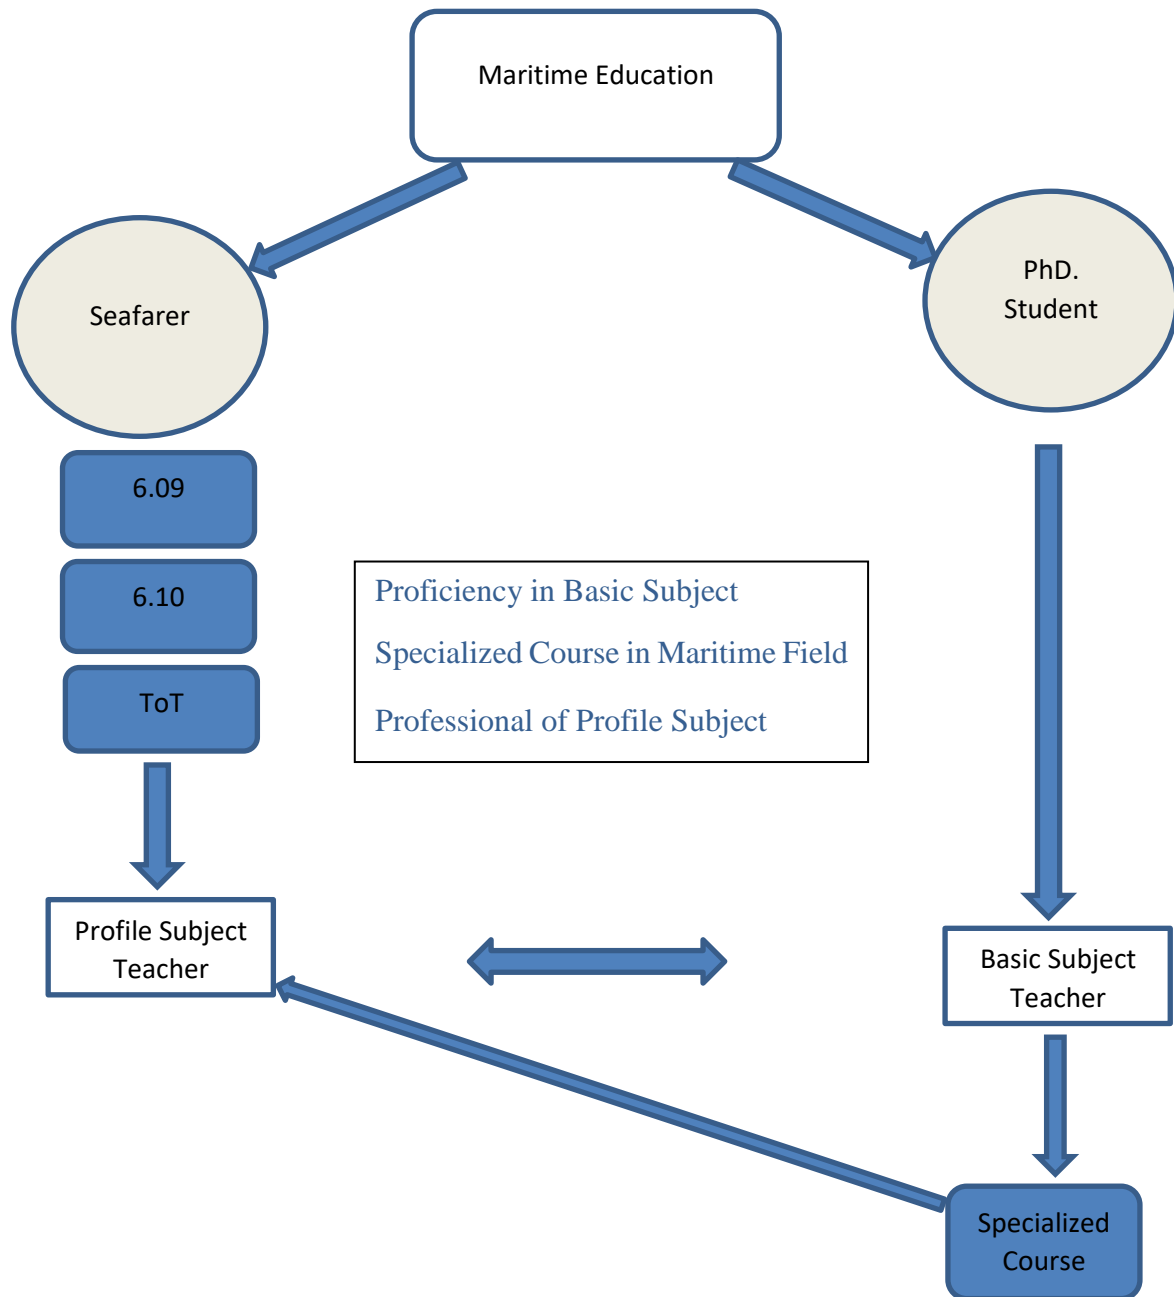 Maritime Education
Seafarer
PhD.
Student
6.09
6.10
ToT
Proficiency in Basic Subject
Specialized Course in Maritime Field
Professional of Profile Subject
Profile Subject
Teacher
Basic Subject
Teacher
Specialized
Course